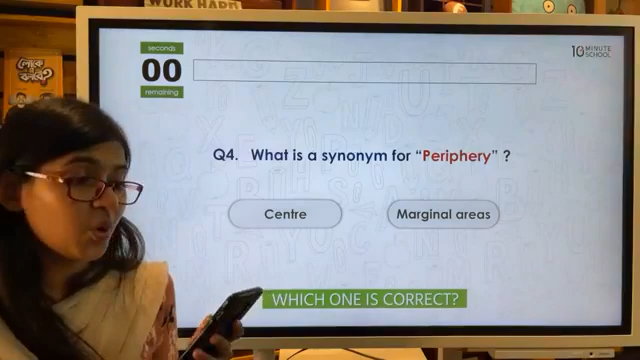 WORK HARD
লোকে
কী
বলবে?
seconds
00
remaining
10 MINUTE
SCHOOL
Q4. What is a synonym for “Periphery” ?
Centre
Marginal areas
WHICH ONE IS CORRECT?